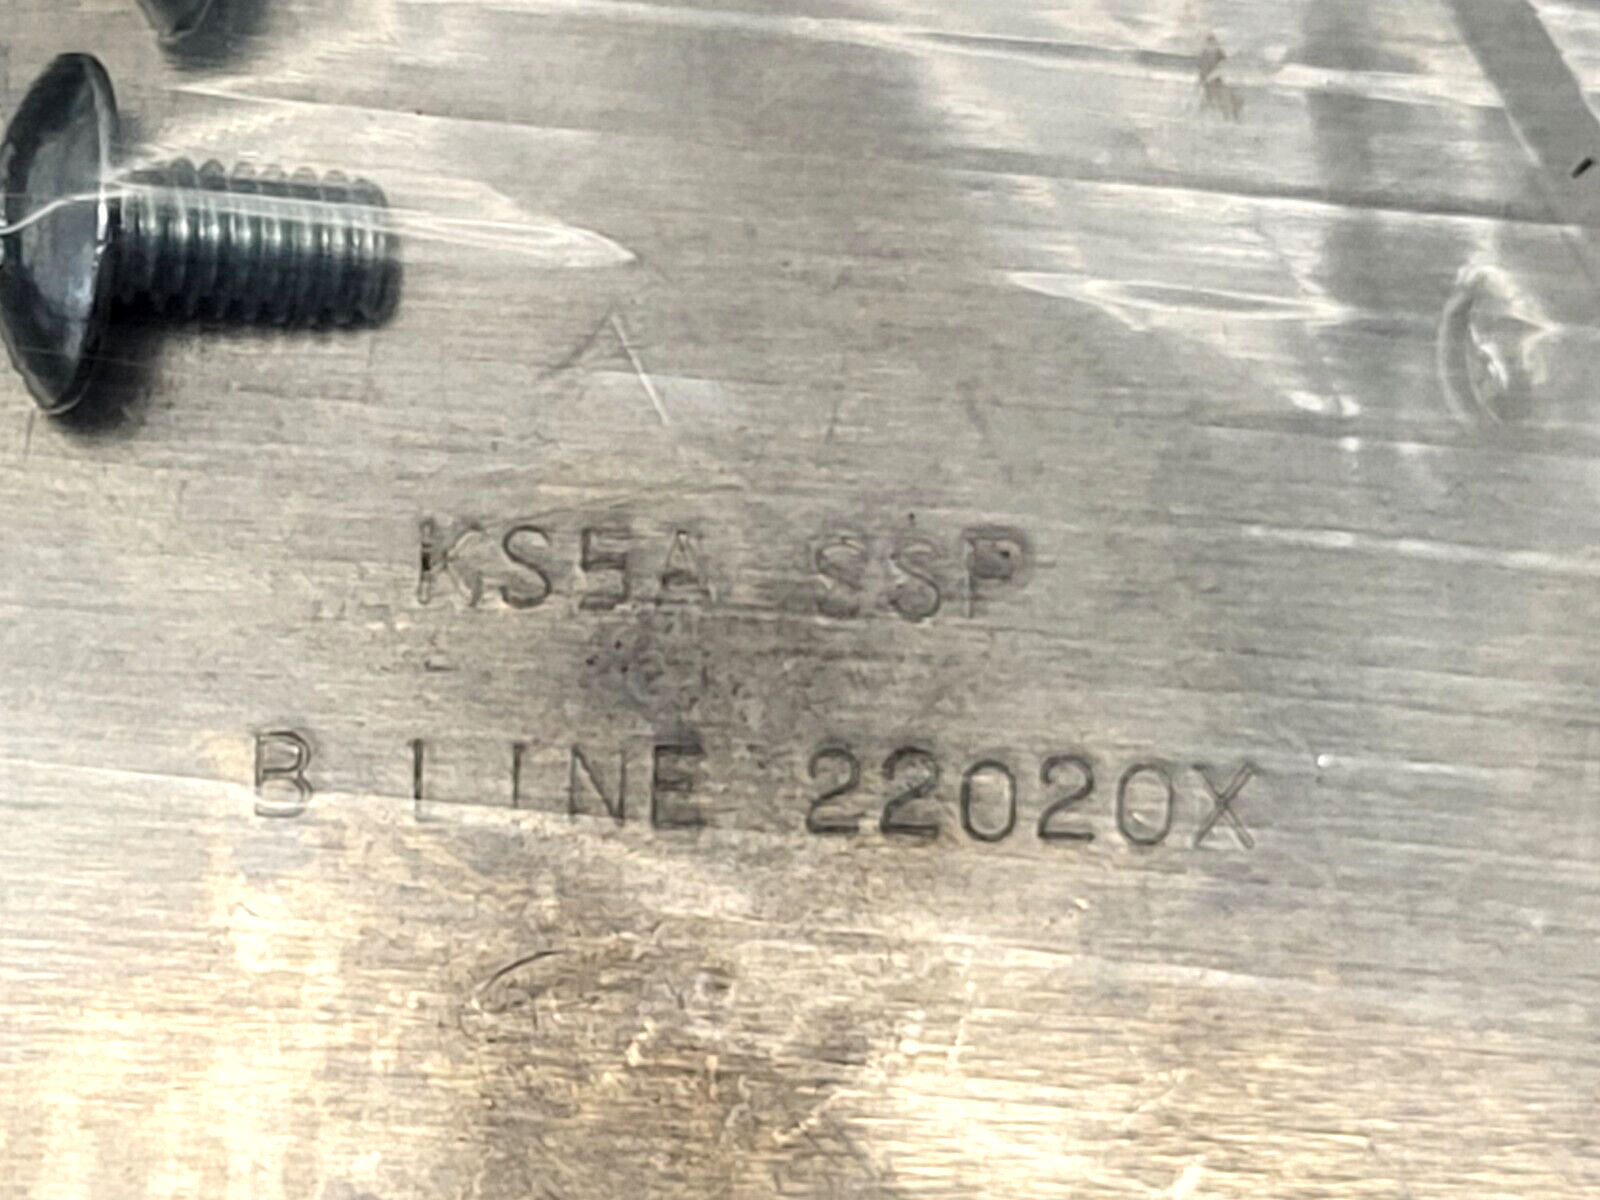 KS5A SSP
B LINE 22020X